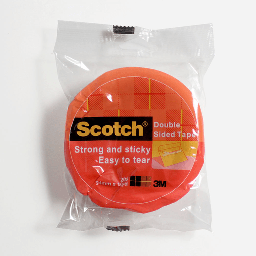 Scotch®
Double
Sided Tape
Strong and sticky
Easy to tear
3M